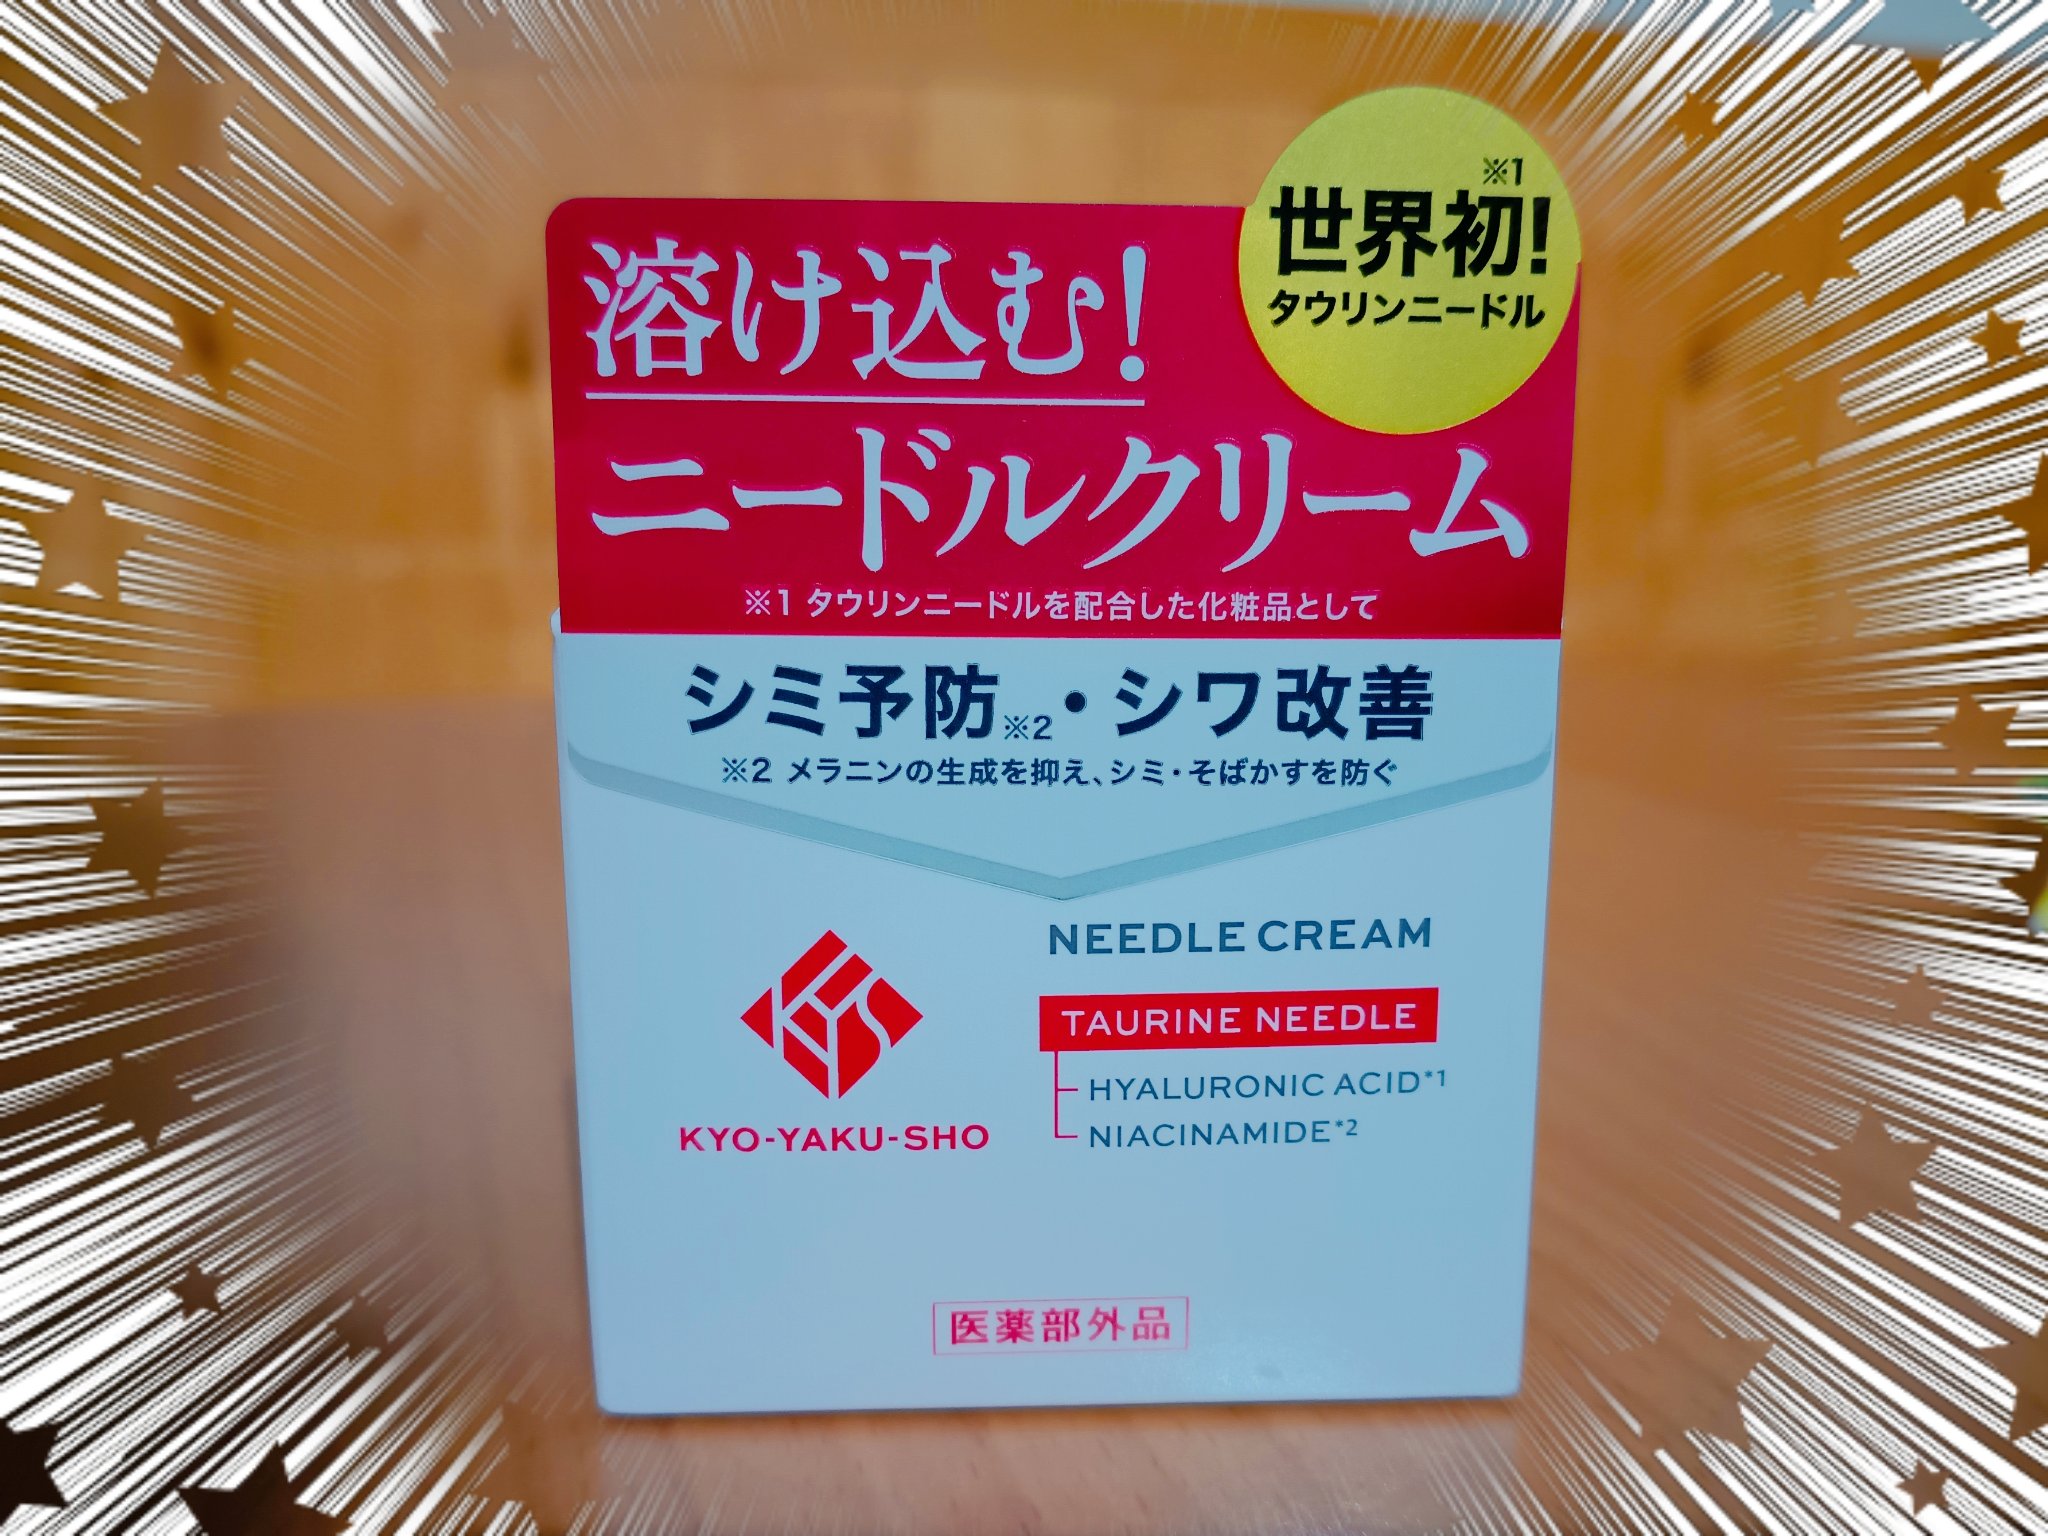 ※1
世界初!
タウリンニードル
溶け込む!
ニードルクリーム
※1 タウリンニードルを配合した化粧品として
シミ予防※2・シワ改善
※2 メラニンの生成を抑え、シミ・そばかすを防ぐ
NEEDLE CREAM
TAURINE NEEDLE
HYALURONIC ACID*1
NIACINAMIDE*2
KYS
KYO-YAKU-SHO
医薬部外品